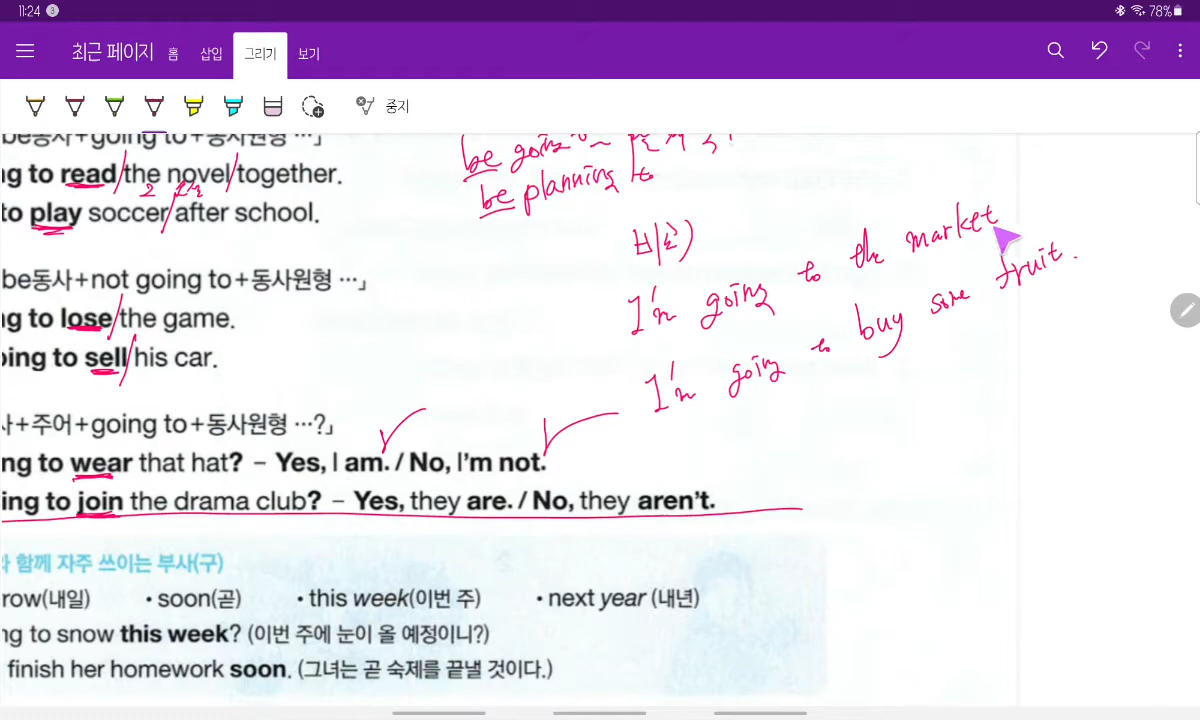 11:24 3 78%
최근 페이지 홈 삽입 그리기 보기
중지
be동사+going to+동사원형 …」
ng to read/the novel/together.
to play soccer/after school.
be going to
be planning to
비교)
I'm going to the market
I'm going to buy some fruit.
be동사+not going to+동사원형 …」
ng to lose/the game.
oing to sell/his car.
사+주어+going to+동사원형 …?」
ng to wear that hat? – Yes, I am. / No, I'm not.
ing to join the drama club? – Yes, they are. / No, they aren't.
와 함께 자주 쓰이는 부사(구)
row(내일) • soon(곧) • this week(이번 주) • next year (내년)
ng to snow this week? (이번 주에 눈이 올 예정이니?)
finish her homework soon. (그녀는 곧 숙제를 끝낼 것이다.)